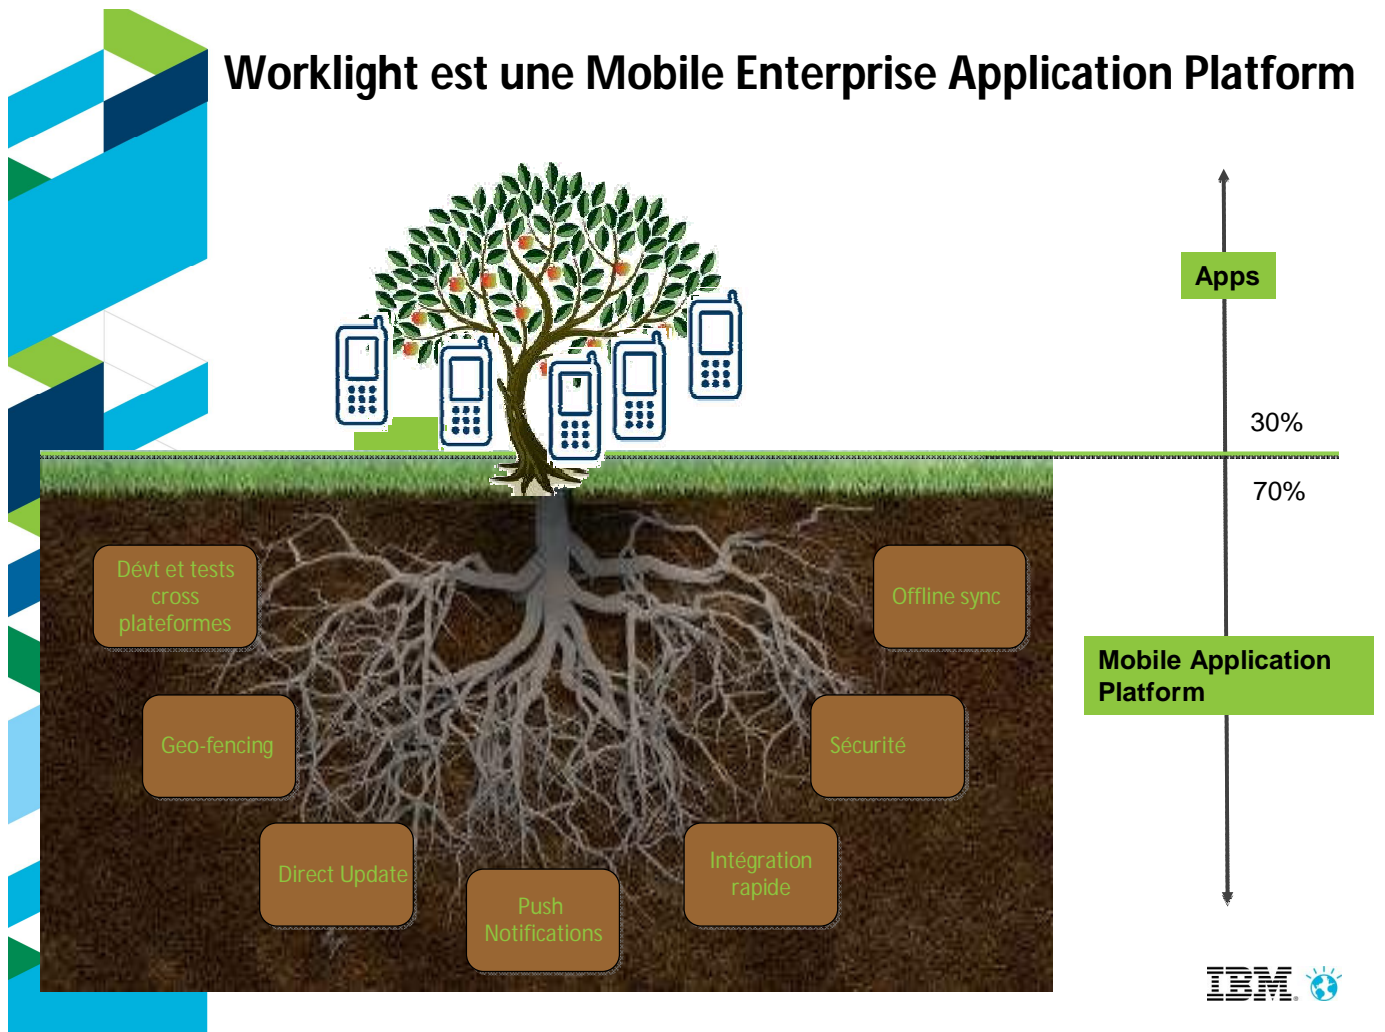 Worklight est une Mobile Enterprise Application Platform
Apps
30%
70%
Dévt et tests
cross
plateformes
Offline sync
Mobile Application
Platform
Geo-fencing
Sécurité
Direct Update
Intégration
rapide
Push
Notifications
IBM.